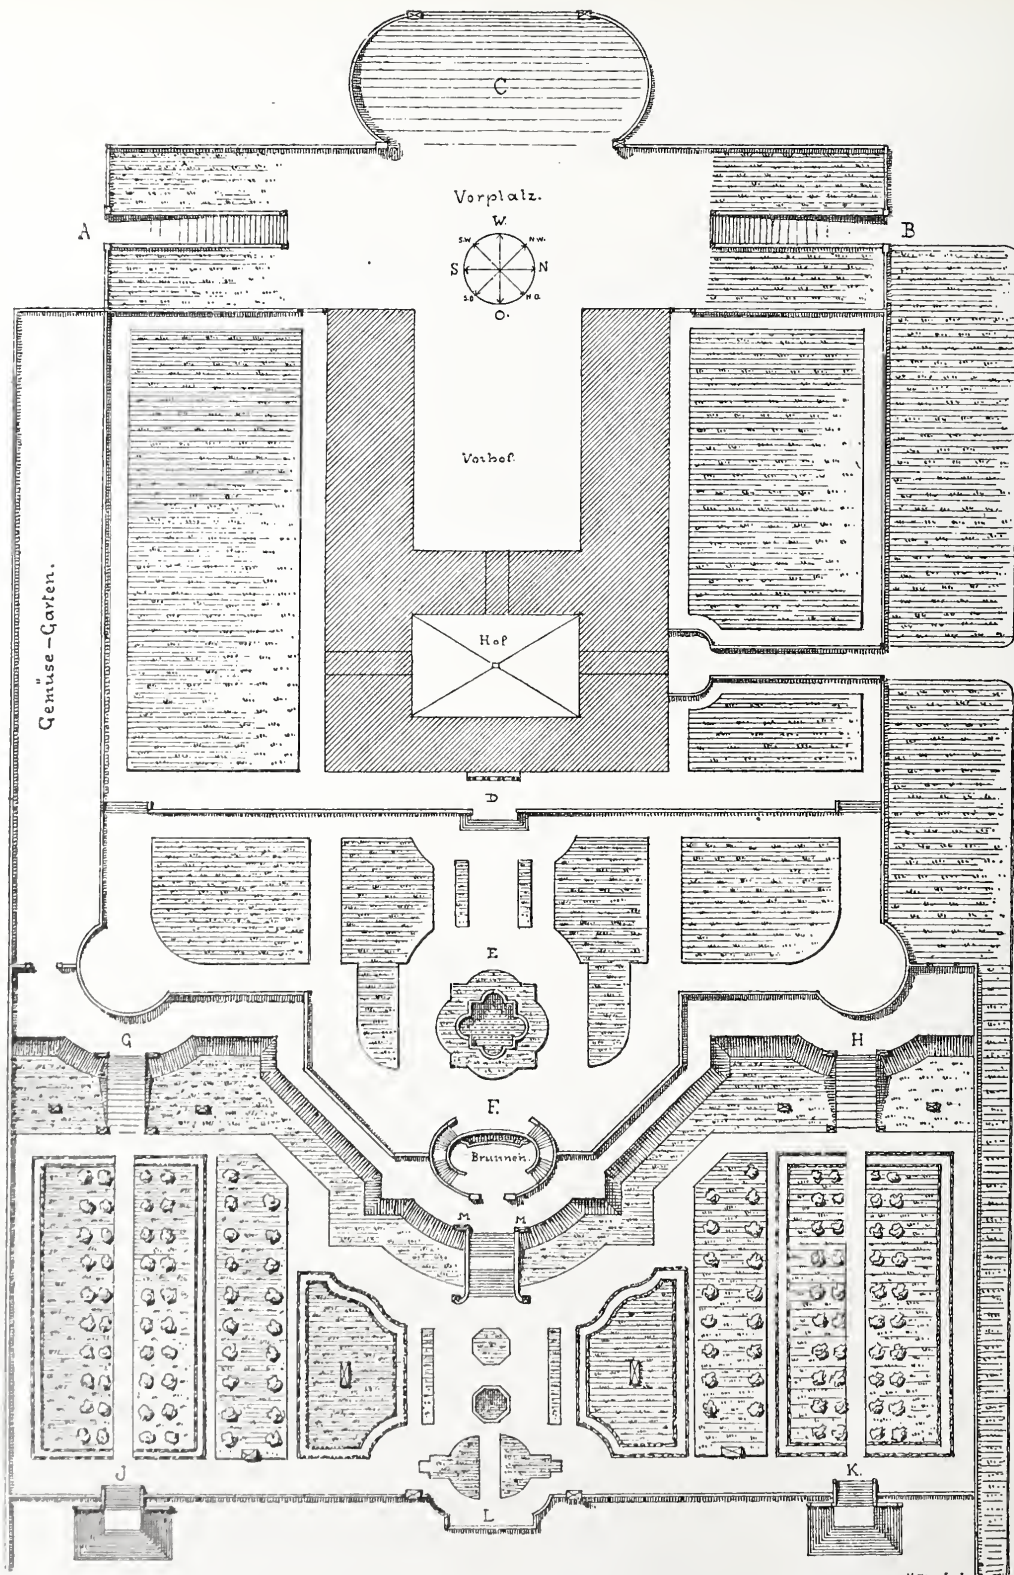 C
Vorplatz.
W.
A
B
S.W.
N.W.
S
N
S.O.
N.O.
O.
Vorhof.
Gemüse-Garten.
Hof
D
E
G
H
F.
Brunnen.
M
M
J
K.
L